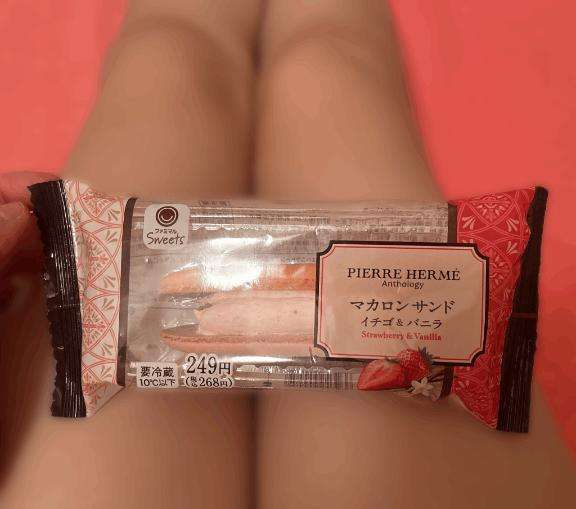 ファミマル
Sweets
PIERRE HERMÉ
Anthology
マカロン サンド
イチゴ & バニラ
Strawberry & Vanilla
要冷蔵
10℃以下
249円
(税込268円)